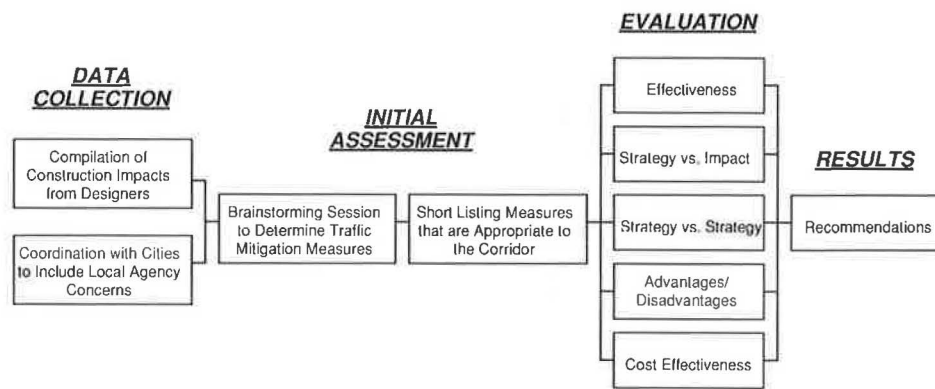 DATA
COLLECTION
Compilation of
Construction Impacts
from Designers
Coordination with Cities
to Include Local Agency
Concerns
INITIAL
ASSESSMENT
Brainstorming Session
to Determine Traffic
Mitigation Measures
Short Listing Measures
that are Appropriate to
the Corridor
EVALUATION
Effectiveness
Strategy vs. Impact
Strategy vs. Strategy
Advantages/
Disadvantages
Cost Effectiveness
RESULTS
Recommendations